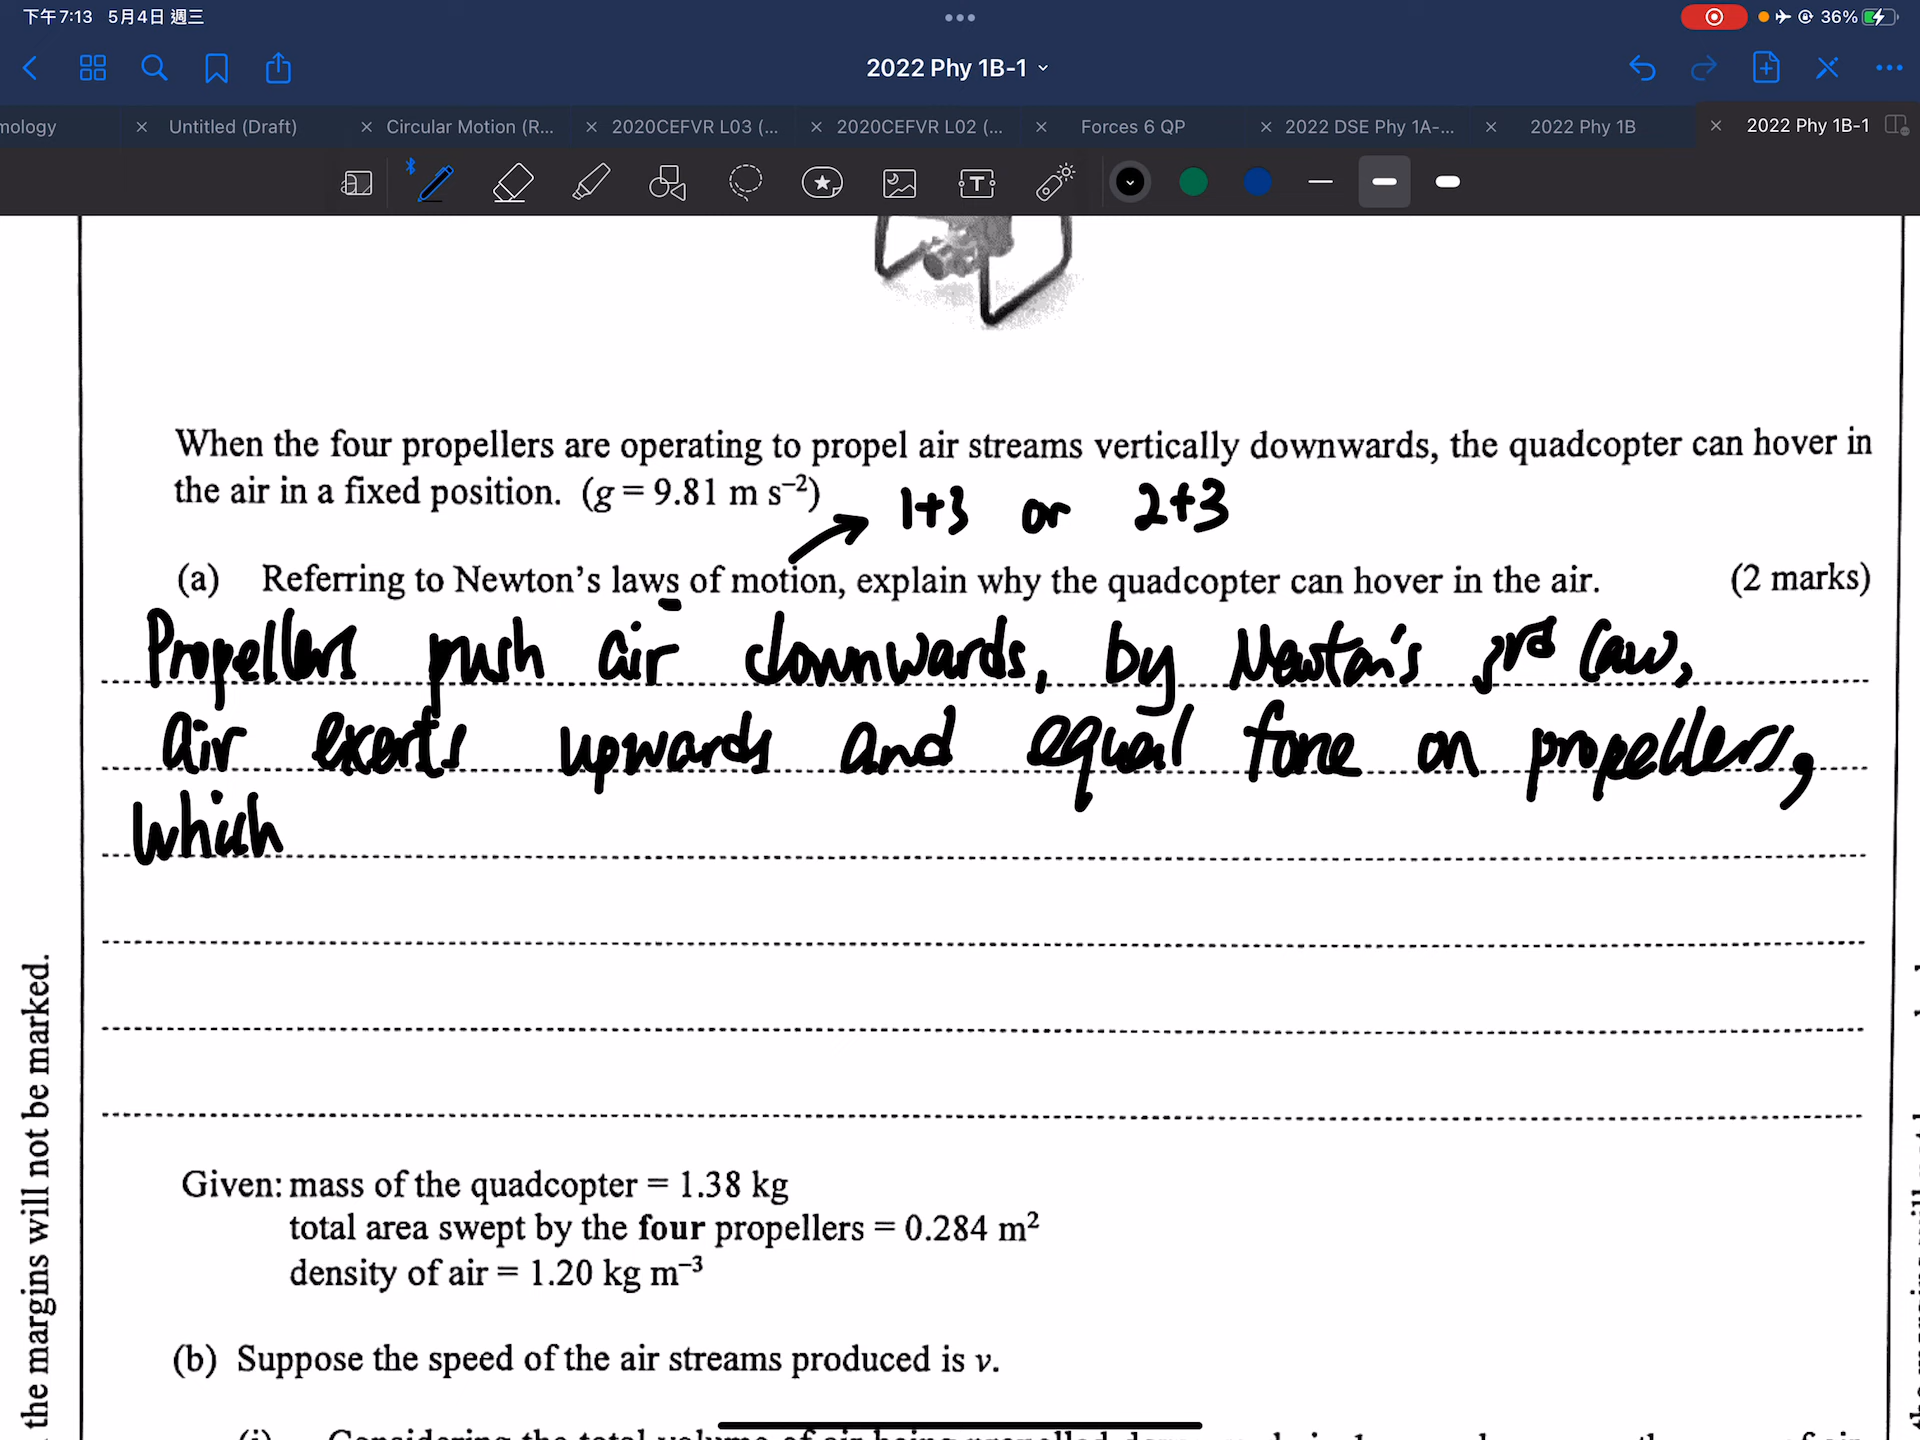 下午7:13 5月4日 週三
36%
2022 Phy 1B-1
mology
Untitled (Draft)
Circular Motion (R...
2020CEFVR L03 (...
2020CEFVR L02 (...
Forces 6 QP
2022 DSE Phy 1A-...
2022 Phy 1B
2022 Phy 1B-1
When the four propellers are operating to propel air streams vertically downwards, the quadcopter can hover in
the air in a fixed position. (g = 9.81 m s⁻²)
1+3 or 2+3
(a) Referring to Newton's laws of motion, explain why the quadcopter can hover in the air. (2 marks)
Propellers push air downwards, by Newton's 3rd law,
air exerts upwards and equal force on propellers,
which
Given: mass of the quadcopter = 1.38 kg
total area swept by the four propellers = 0.284 m²
density of air = 1.20 kg m⁻³
(b) Suppose the speed of the air streams produced is v.
the margins will not be marked.